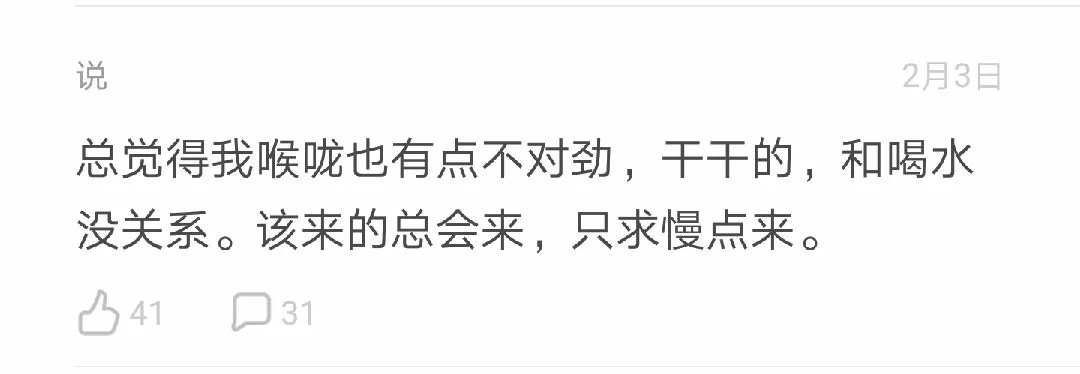 说
2月3日
总觉得我喉咙也有点不对劲，干干的，和喝水
没关系。该来的总会来，只求慢点来。
41
31